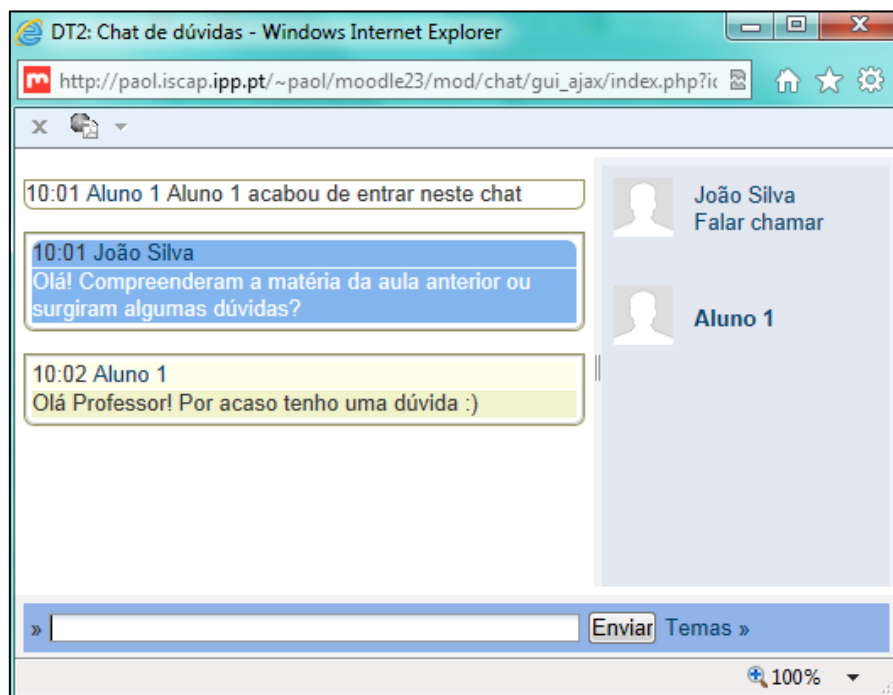 DT2: Chat de dúvidas - Windows Internet Explorer
http://paol.iscap.ipp.pt/~paol/moodle23/mod/chat/gui_ajax/index.php?ic
x
10:01 Aluno 1 Aluno 1 acabou de entrar neste chat
10:01 João Silva
Olá! Compreenderam a matéria da aula anterior ou
surgiram algumas dúvidas?
10:02 Aluno 1
Olá Professor! Por acaso tenho uma dúvida :)
João Silva
Falar chamar
Aluno 1
» Enviar Temas »
100%